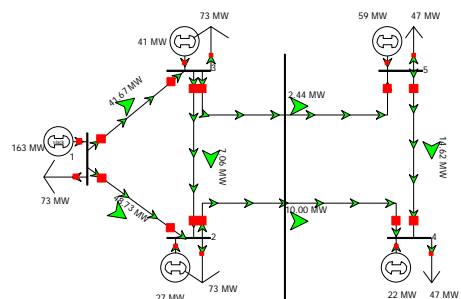 73 MW
59 MW
47 MW
41 MW
3
5
41.67 MW
2.44 MW
163 MW
1
7.06 MW
14.62 MW
73 MW
48.73 MW
10.00 MW
2
4
73 MW
27 MW
22 MW
47 MW